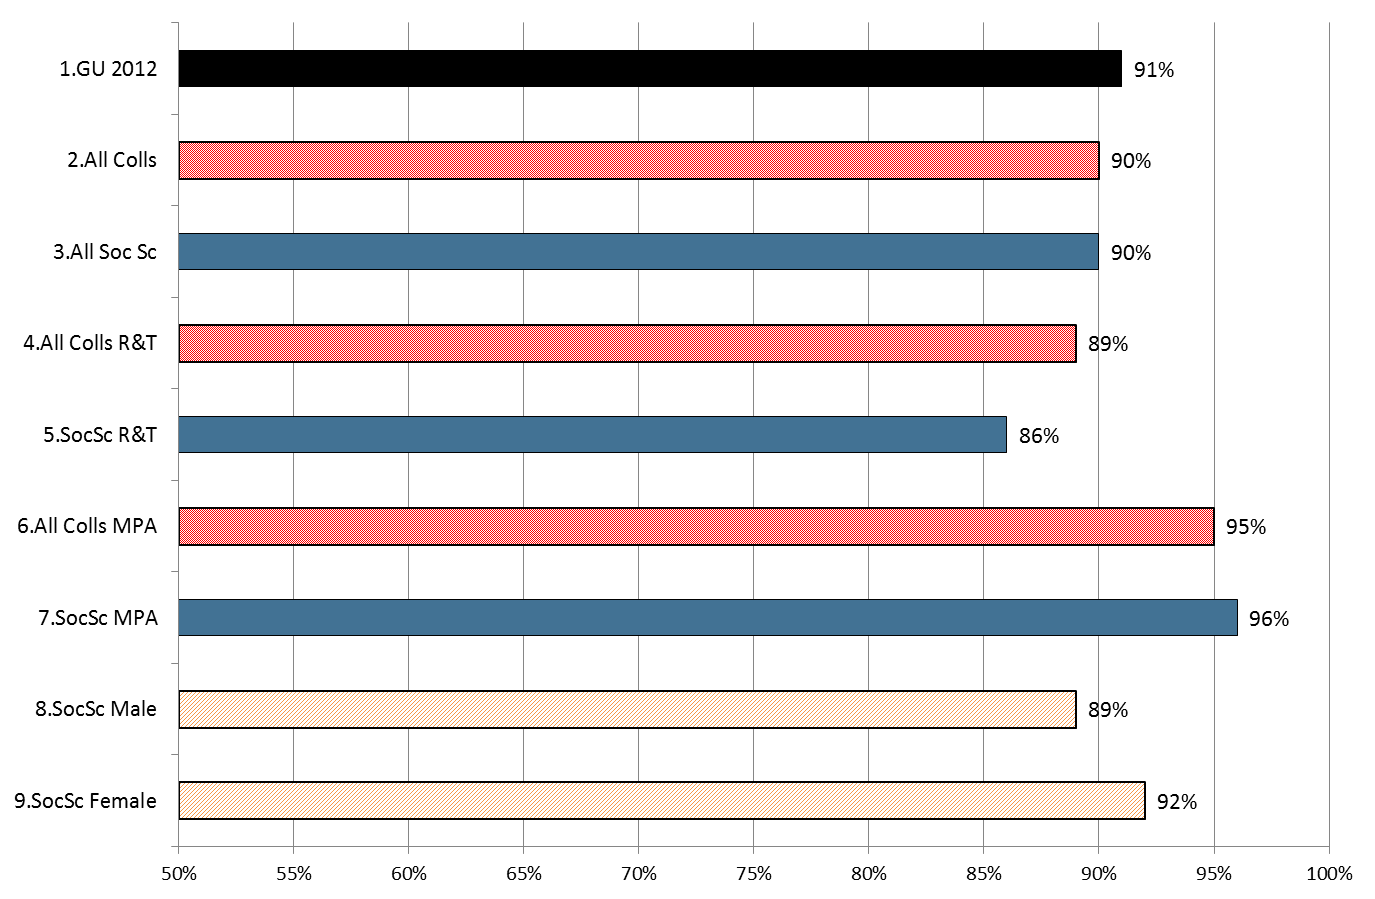 1.GU 2012
91%
2.All Colls
90%
3.All Soc Sc
90%
4.All Colls R&T
89%
5.SocSc R&T
86%
6.All Colls MPA
95%
7.SocSc MPA
96%
8.SocSc Male
89%
9.SocSc Female
92%
50% 55% 60% 65% 70% 75% 80% 85% 90% 95% 100%